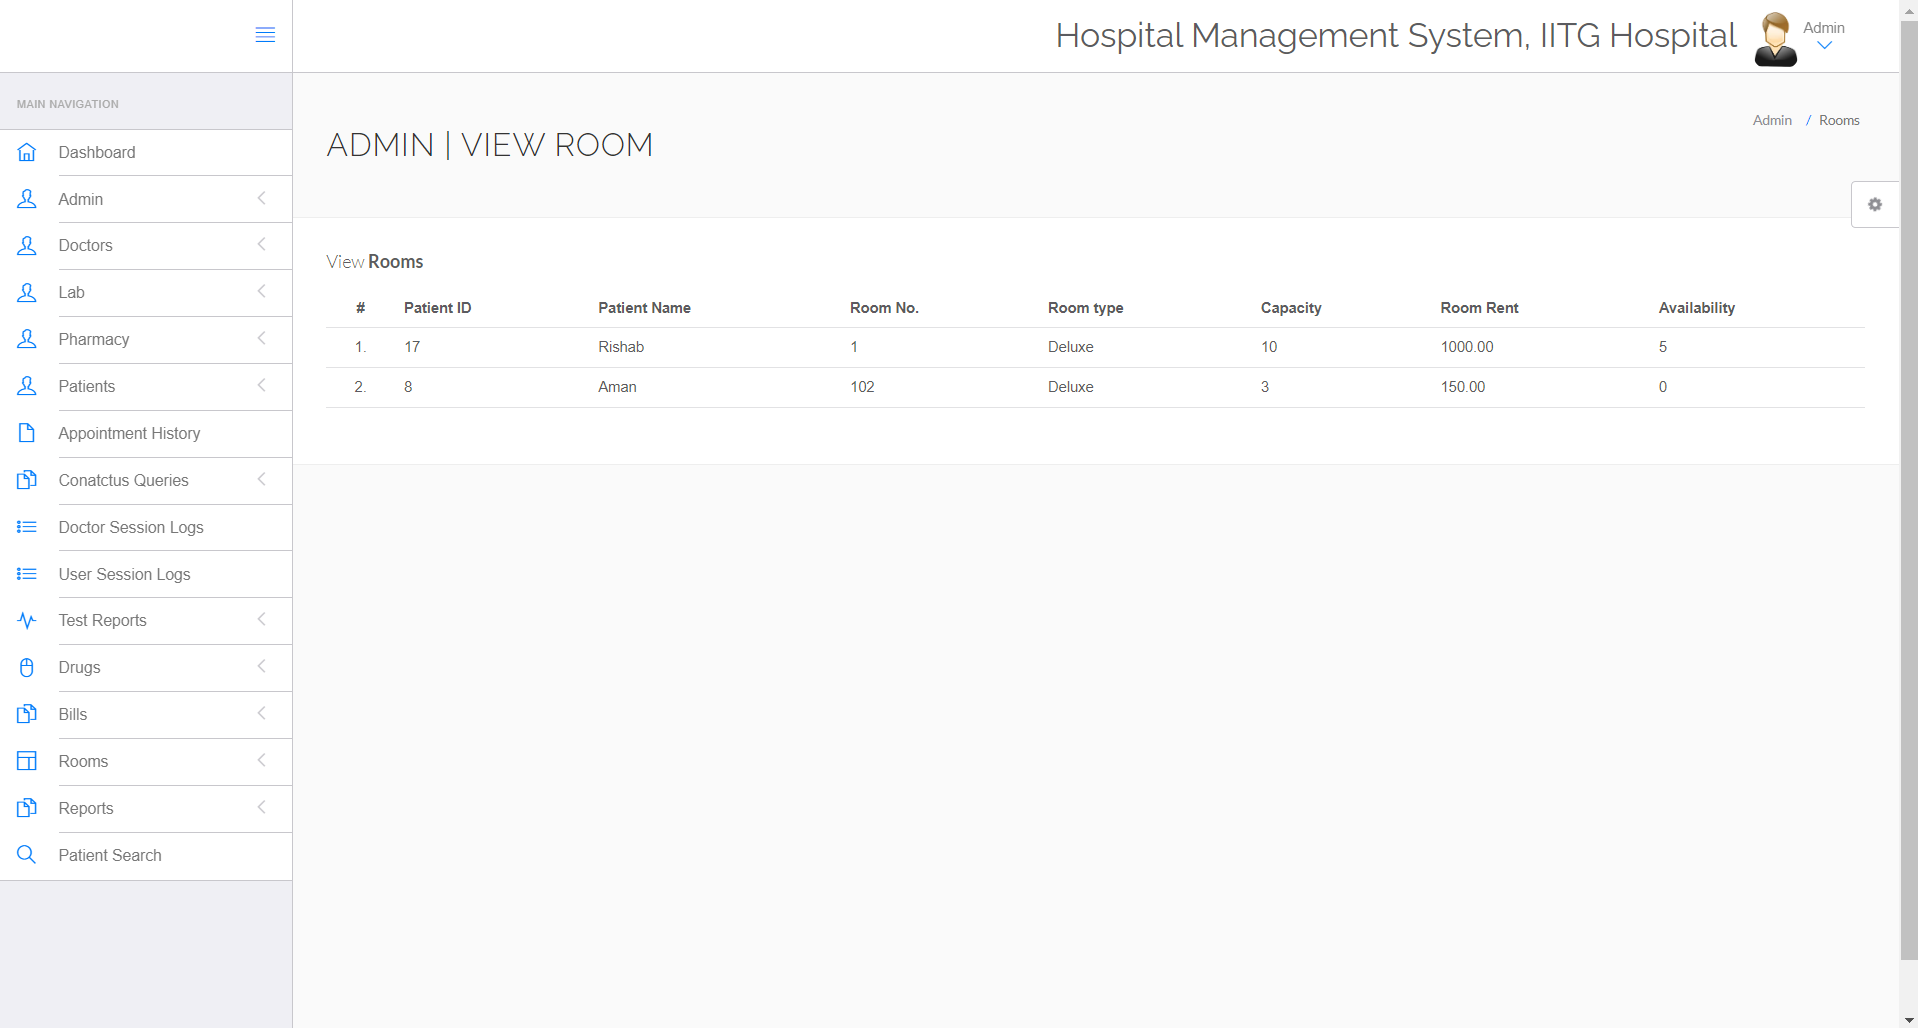 Hospital Management System, IITG Hospital
Admin
MAIN NAVIGATION
Dashboard
Admin
Doctors
Lab
Pharmacy
Patients
Appointment History
Conatctus Queries
Doctor Session Logs
User Session Logs
Test Reports
Drugs
Bills
Rooms
Reports
Patient Search
ADMIN | VIEW ROOM
Admin / Rooms
View Rooms
# Patient ID Patient Name Room No. Room type Capacity Room Rent Availability
1. 17 Rishab 1 Deluxe 10 1000.00 5
2. 8 Aman 102 Deluxe 3 150.00 0